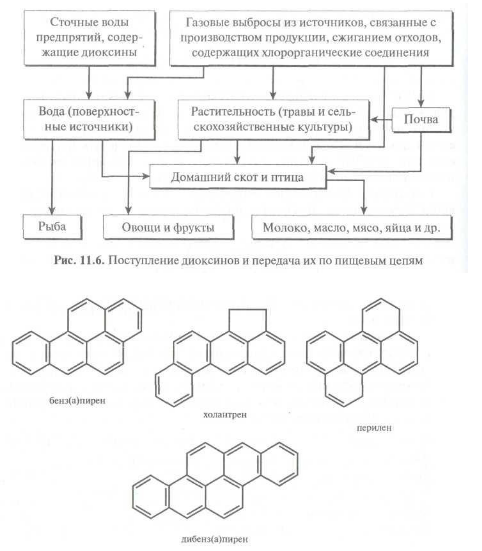 Сточные воды
предпрятий, содер-
жащие диоксины
Газовые выбросы из источников, связанные с
производством продукции, сжиганием отходов,
содержащих хлорорганические соединения
Вода (поверхност-
ные источники)
Растительность (травы и сель-
скохозяйственные культуры)
Почва
Домашний скот и птица
Рыба
Овощи и фрукты
Молоко, масло, мясо, яйца и др.
Рис. 11.6. Поступление диоксинов и передача их по пищевым цепям
бенз(а)пирен
холантрен
перилен
дибенз(а)пирен